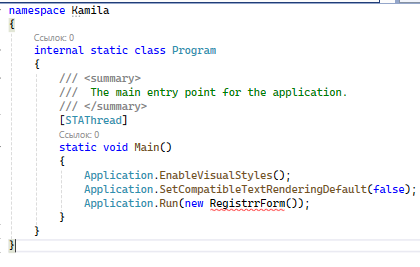 namespace Kamila
{
Ссылок: 0
internal static class Program
{
/// <summary>
///  The main entry point for the application.
/// </summary>
[STAThread]
Ссылок: 0
static void Main()
{
Application.EnableVisualStyles();
Application.SetCompatibleTextRenderingDefault(false);
Application.Run(new RegistrrForm());
}
}
}